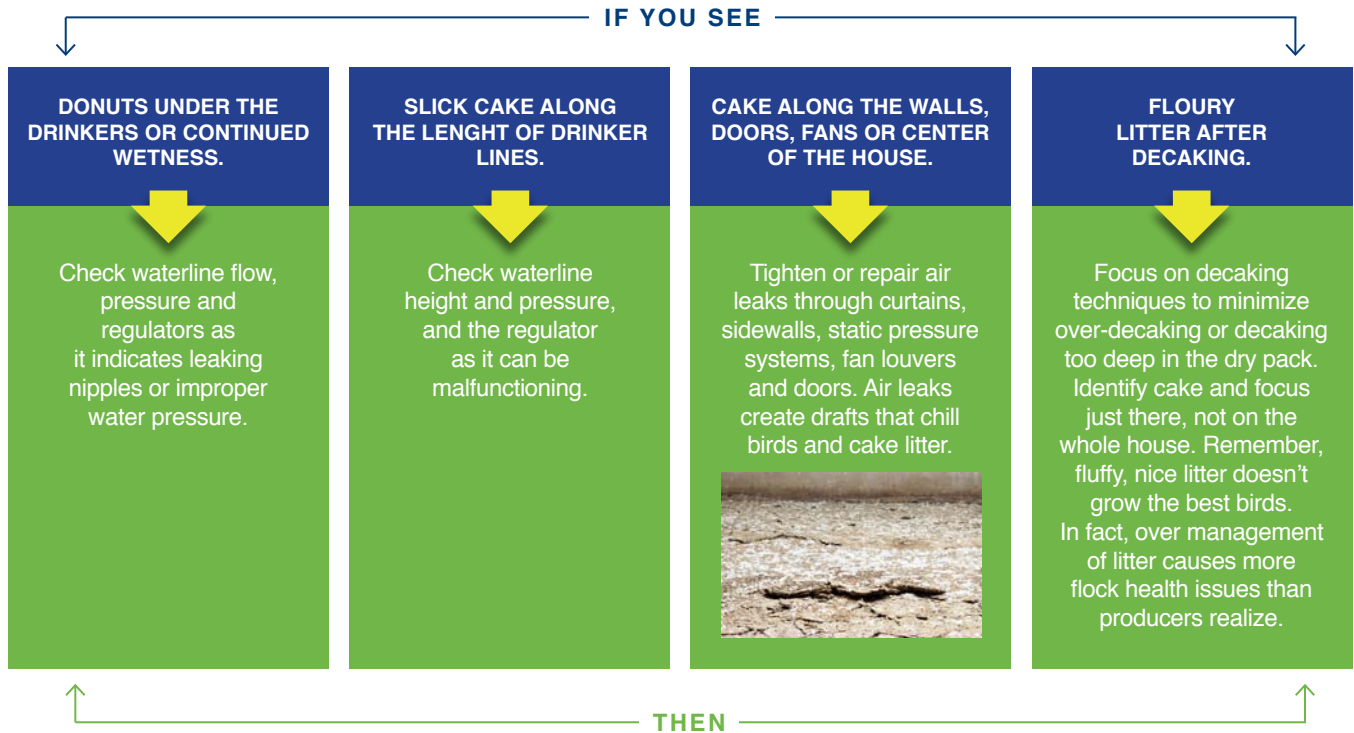 IF YOU SEE
DONUTS UNDER THE
DRINKERS OR CONTINUED
WETNESS.
Check waterline flow,
pressure and
regulators as
it indicates leaking
nipples or improper
water pressure.
SLICK CAKE ALONG
THE LENGHT OF DRINKER
LINES.
Check waterline
height and pressure,
and the regulator
as it can be
malfunctioning.
CAKE ALONG THE WALLS,
DOORS, FANS OR CENTER
OF THE HOUSE.
Tighten or repair air
leaks through curtains,
sidewalls, static pressure
systems, fan louvers
and doors. Air leaks
create drafts that chill
birds and cake litter.
FLOURY
LITTER AFTER
DECAKING.
Focus on decaking
techniques to minimize
over-decaking or decaking
too deep in the dry pack.
Identify cake and focus
just there, not on the
whole house. Remember,
fluffy, nice litter doesn’t
grow the best birds.
In fact, over management
of litter causes more
flock health issues than
producers realize.
THEN